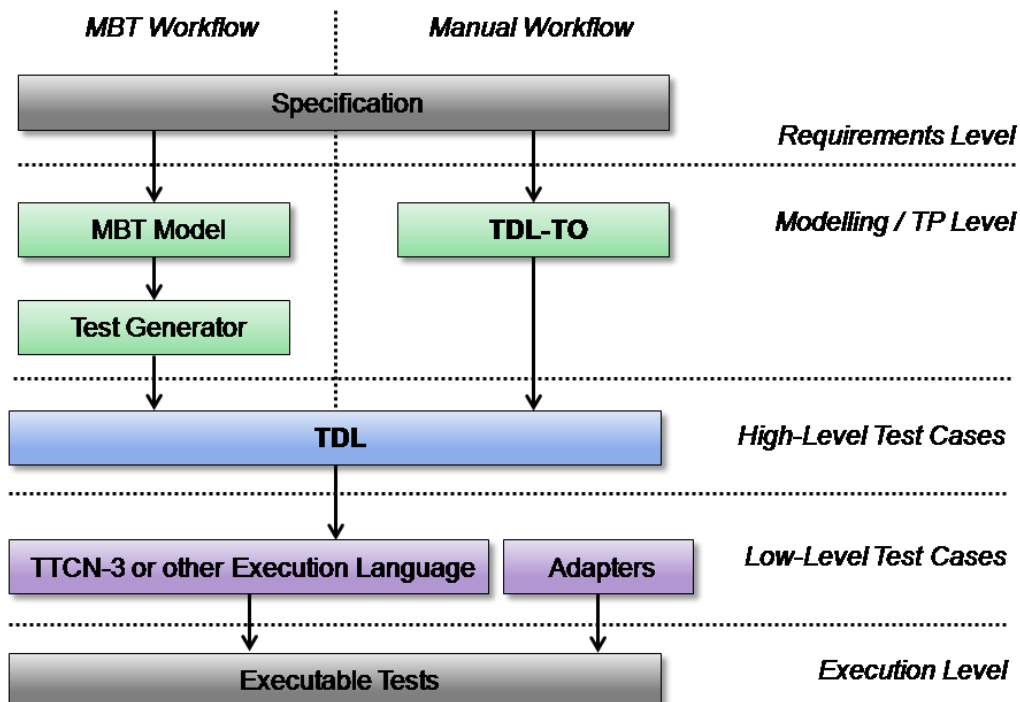 MBT Workflow
Manual Workflow
Specification
Requirements Level
MBT Model
TDL-TO
Modelling / TP Level
Test Generator
TDL
High-Level Test Cases
TTCN-3 or other Execution Language
Adapters
Low-Level Test Cases
Executable Tests
Execution Level